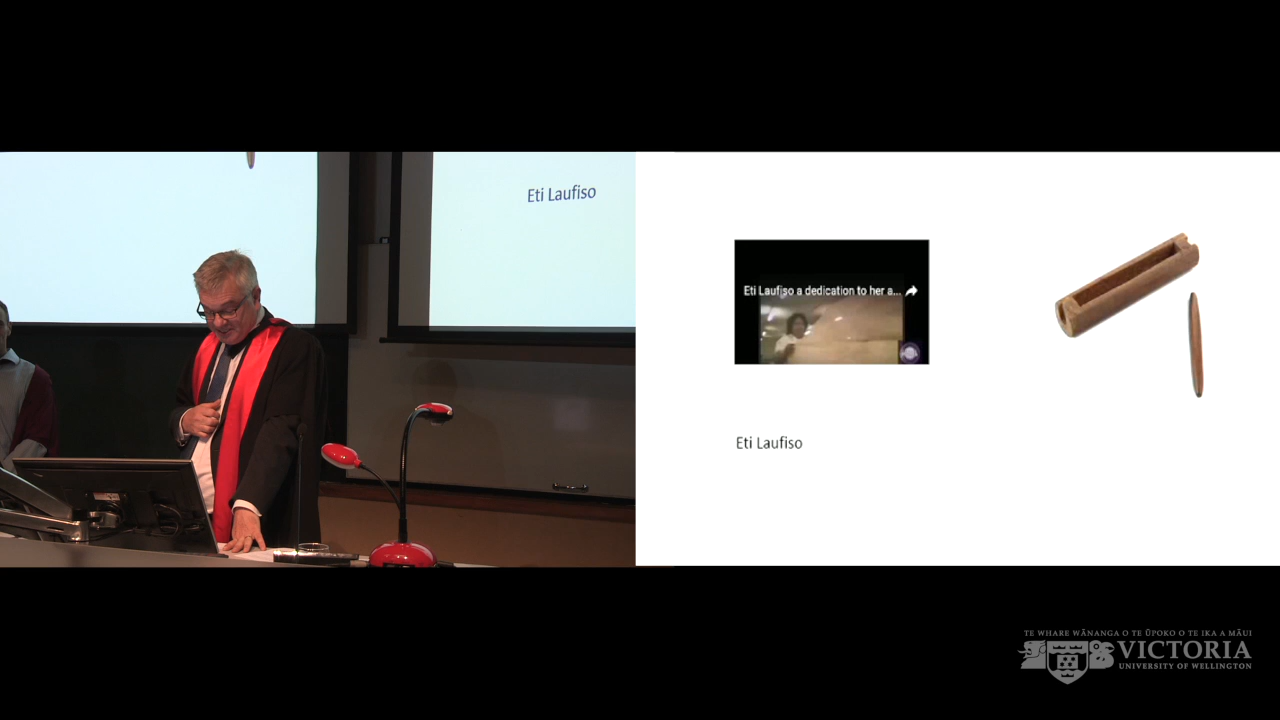 Eti Laufiso
Eti Laufiso a dedication to her a...
Eti Laufiso
TE WHARE WĀNANGA O TE ŪPOKO O TE IKA A MĀUI
VICTORIA
UNIVERSITY OF WELLINGTON